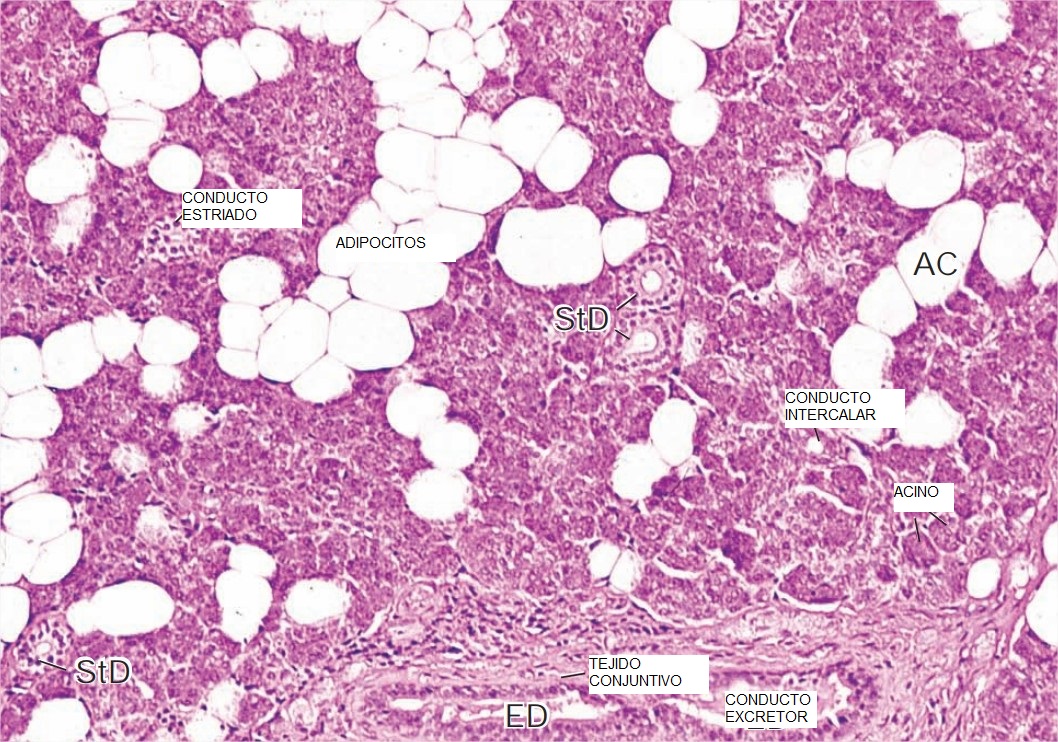 CONDUCTO
ESTRIADO
ADIPOCITOS
AC
StD
CONDUCTO
INTERCALAR
ACINO
StD
TEJIDO
CONJUNTIVO
CONDUCTO
EXCRETOR
ED